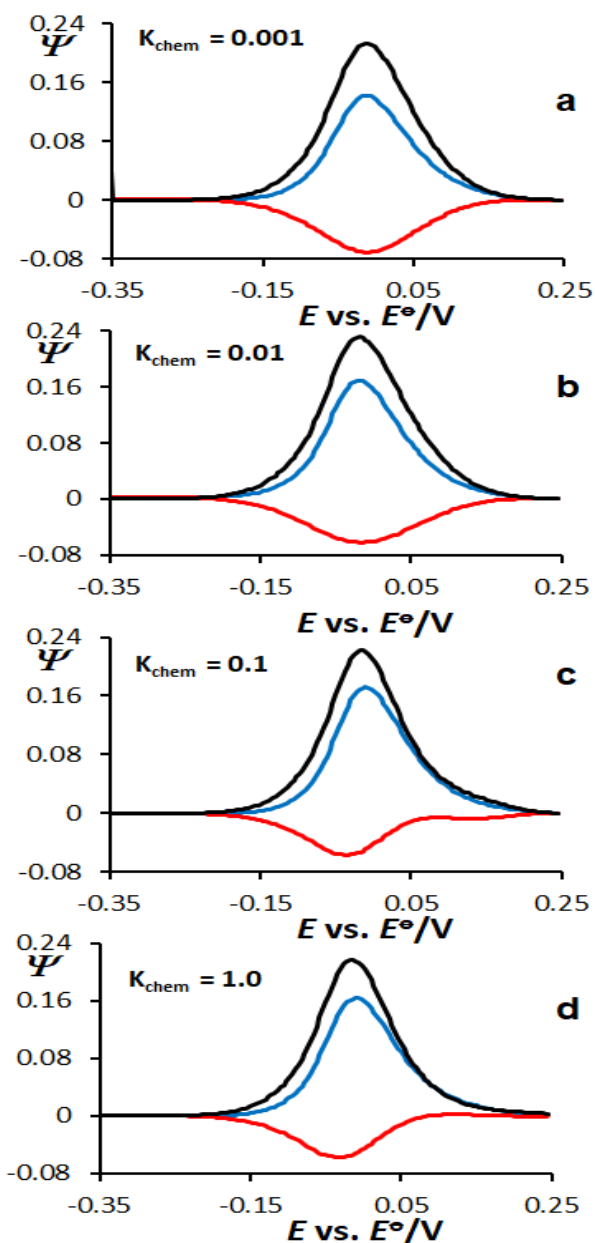 0.24
Ψ
K_chem = 0.001
a
0.16
0.08
0
-0.08
-0.35 -0.15 0.05 0.25
E vs. E⦵/V
0.24
Ψ
K_chem = 0.01
b
0.16
0.08
0
-0.08
-0.35 -0.15 0.05 0.25
E vs. E⦵/V
0.24
Ψ
K_chem = 0.1
c
0.16
0.08
0
-0.08
-0.35 -0.15 0.05 0.25
E vs. E⦵/V
0.24
Ψ
K_chem = 1.0
d
0.16
0.08
0
-0.08
-0.35 -0.15 0.05 0.25
E vs. E⦵/V